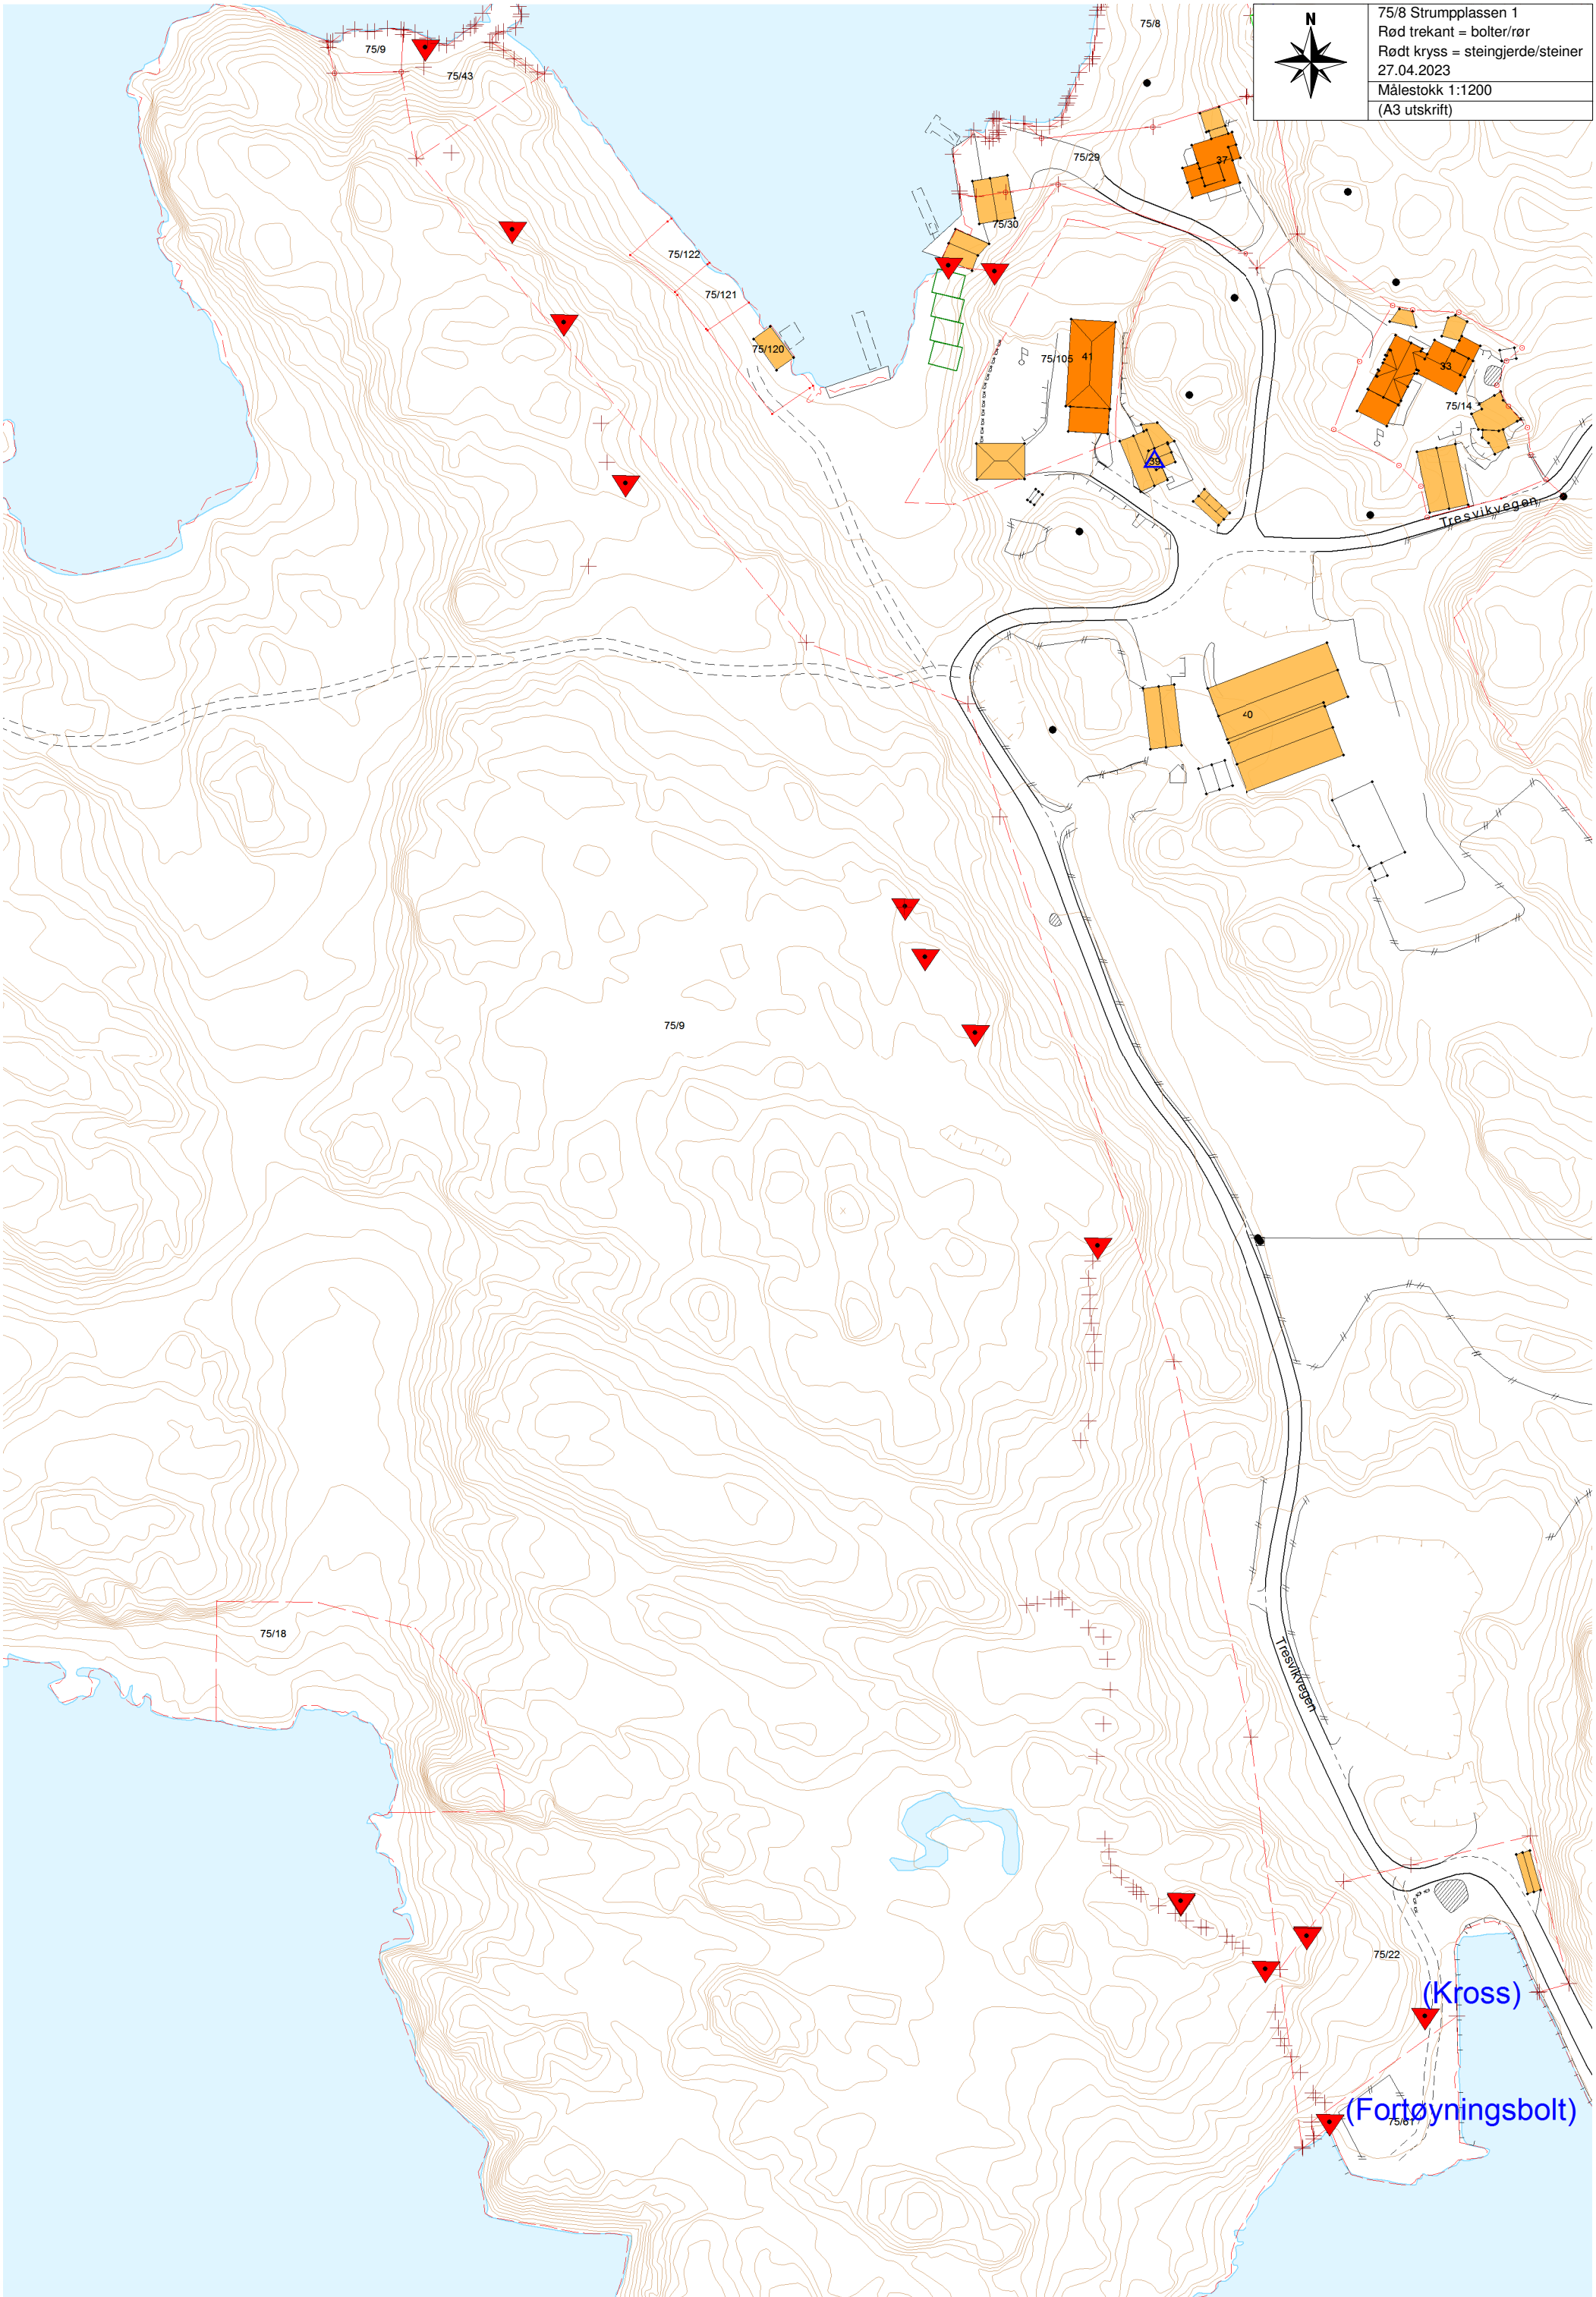 N
75/8 Strumpplassen 1
Rød trekant = bolter/rør
Rødt kryss = steingjerde/steiner
27.04.2023
Målestokk 1:1200
(A3 utskrift)
75/8
75/9
75/43
75/29
37
75/30
75/122
75/121
75/120
75/105
41
33
75/14
39
Tresvikvegen
40
75/9
75/18
Tresvikvegen
75/22
(Kross)
(Fortøyningsbolt)